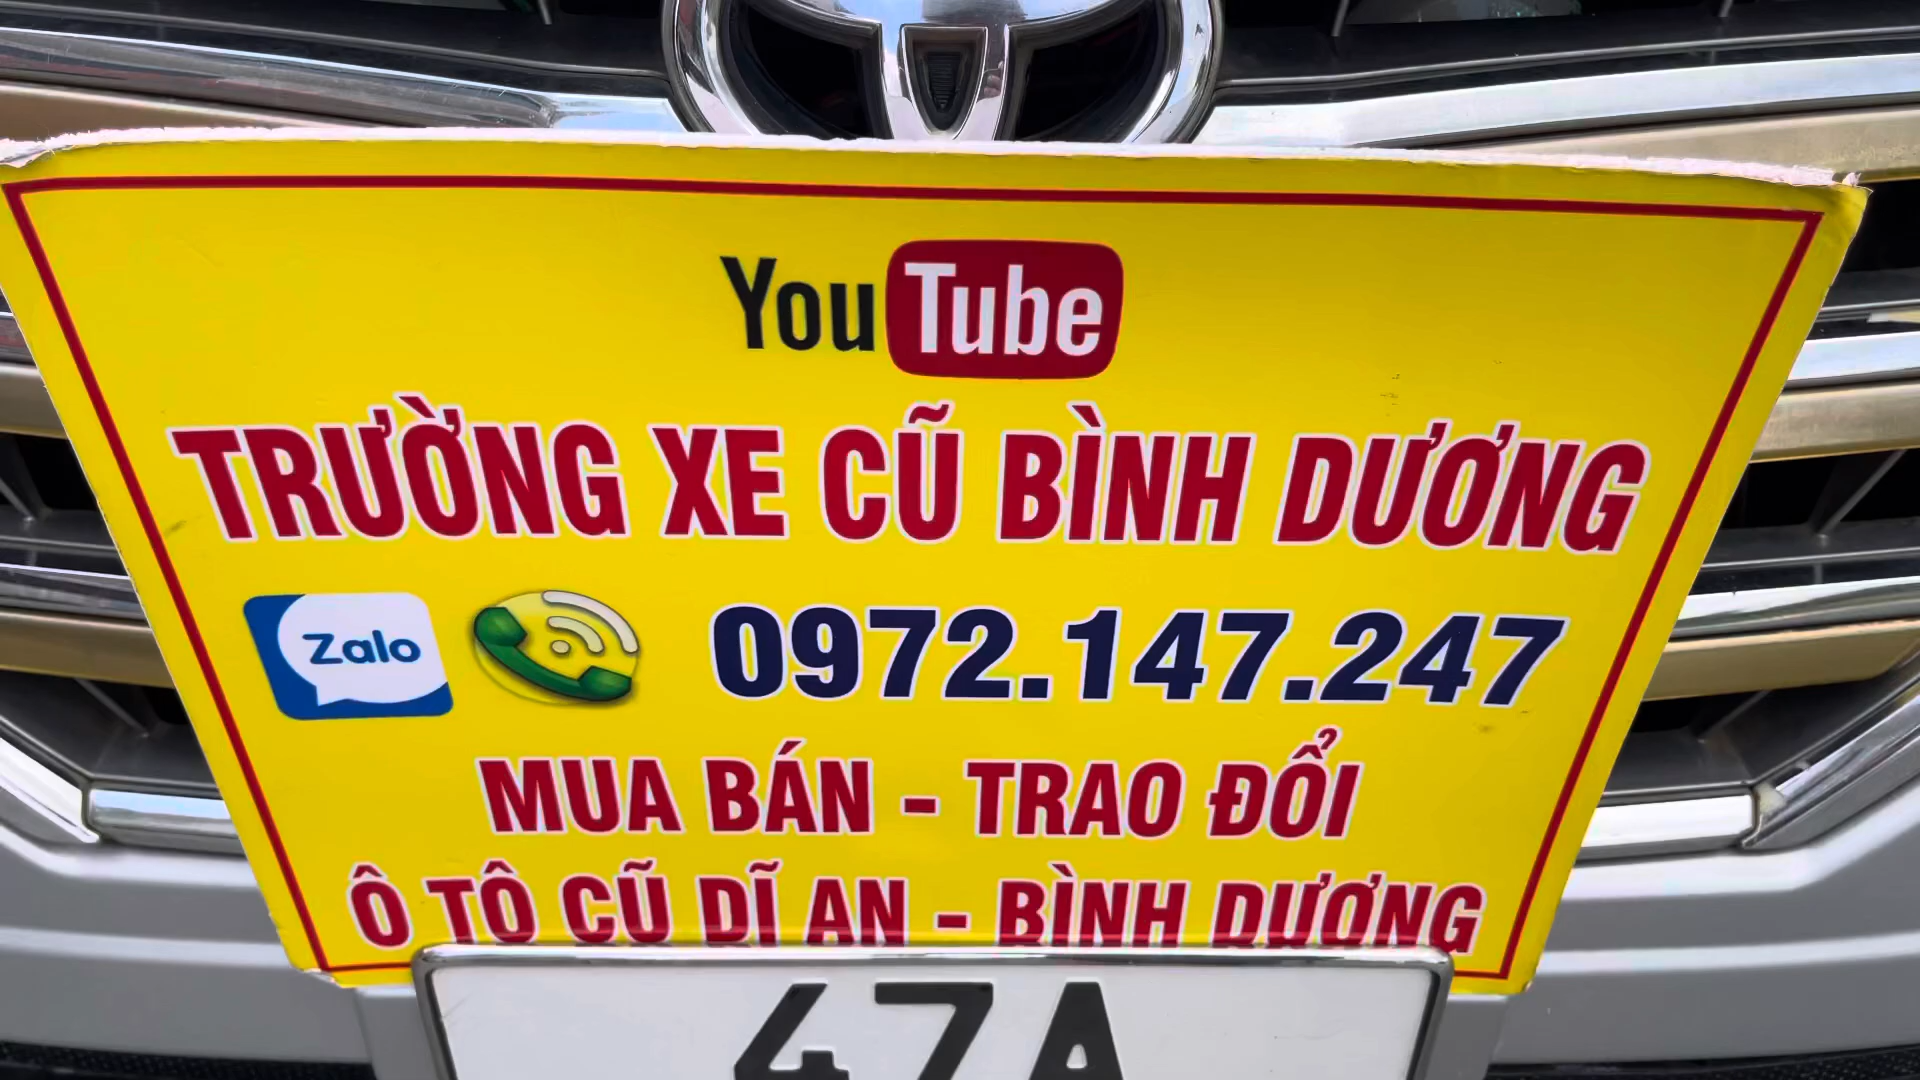 YouTube
TRƯỜNG XE CŨ BÌNH DƯƠNG
Zalo 0972.147.247
MUA BÁN - TRAO ĐỔI
Ô TÔ CŨ DĨ AN - BÌNH DƯƠNG
47A